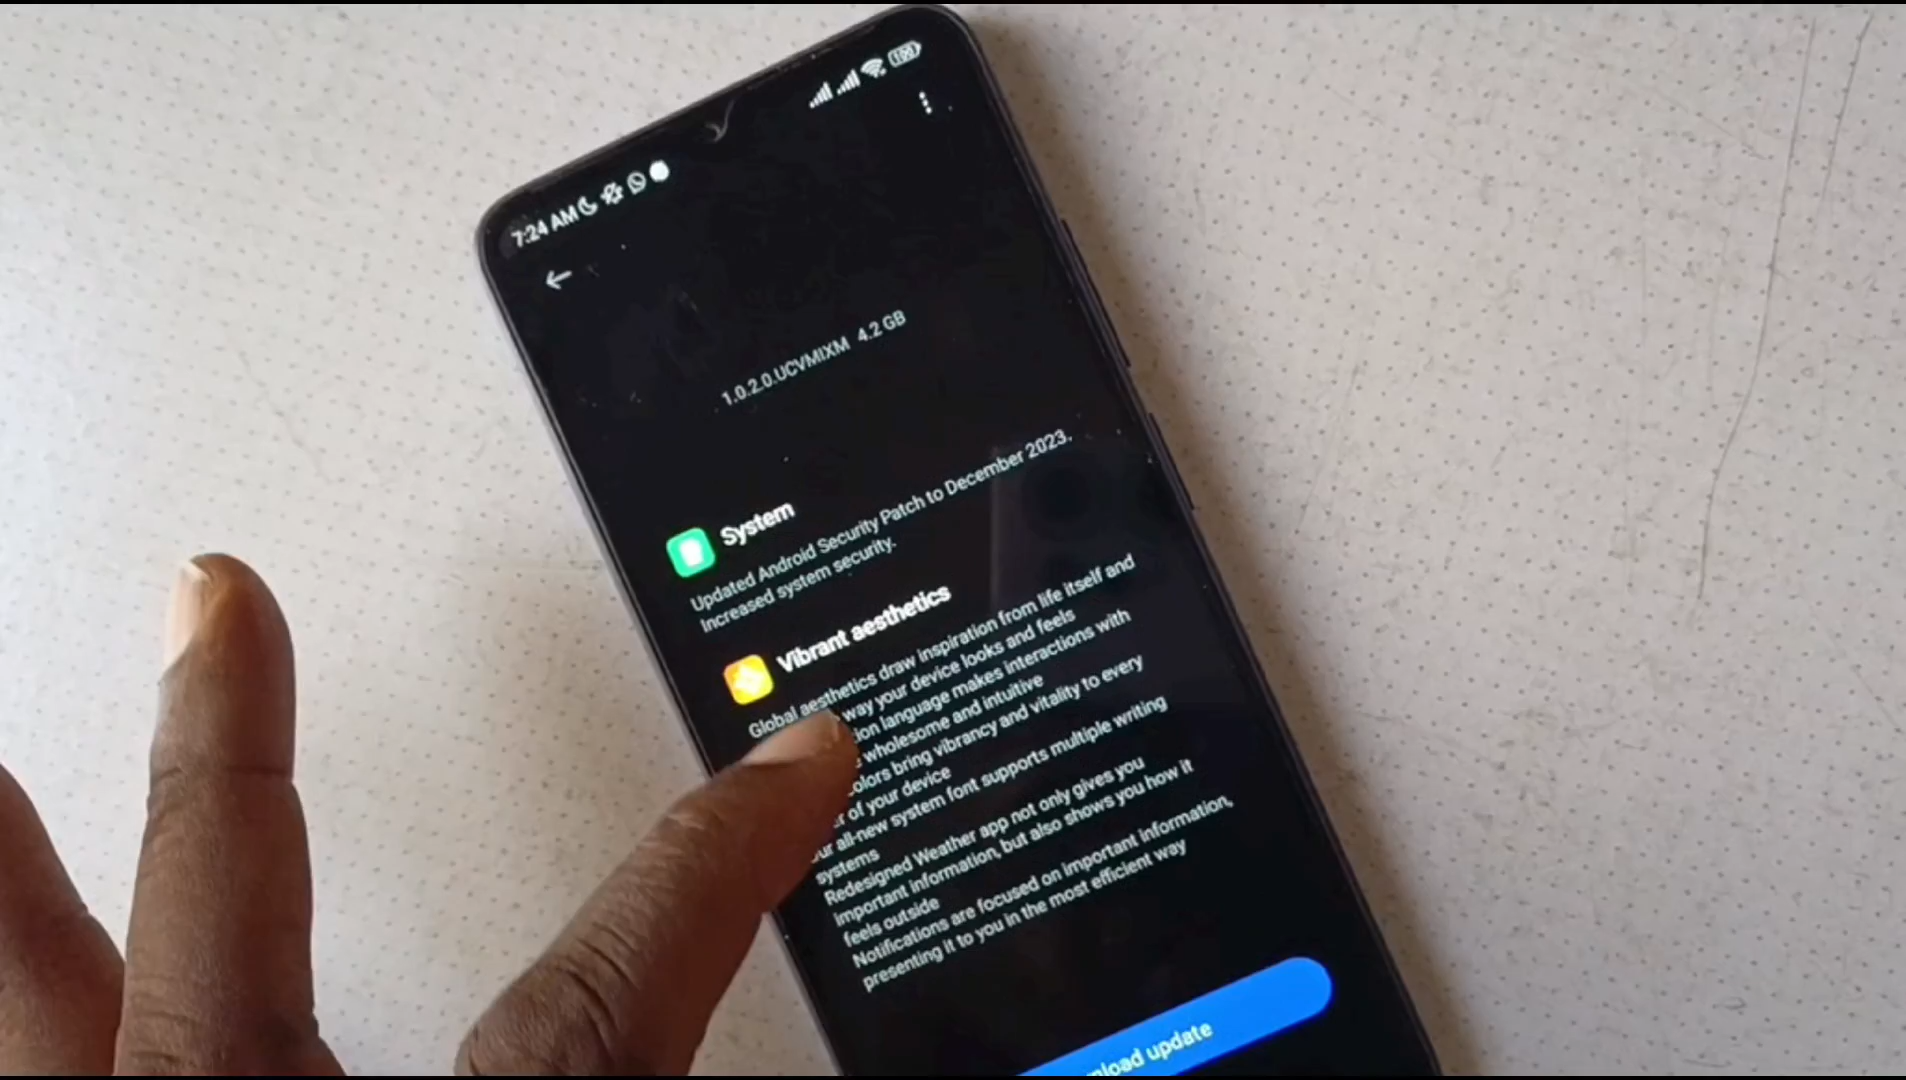 7:24 AM
100
1.0.2.0.UCVMIXM 4.2 GB
System
Updated Android Security Patch to December 2023.
Increased system security.
Vibrant aesthetics
Global aesthetics draw inspiration from life itself and
way your device looks and feels
language makes interactions with
wholesome and intuitive
bring vibrancy and vitality to every
of your device
all-new system font supports multiple writing
systems
Redesigned Weather app not only gives you
important information, but also shows you how it
feels outside
Notifications are focused on important information,
presenting it to you in the most efficient way
update